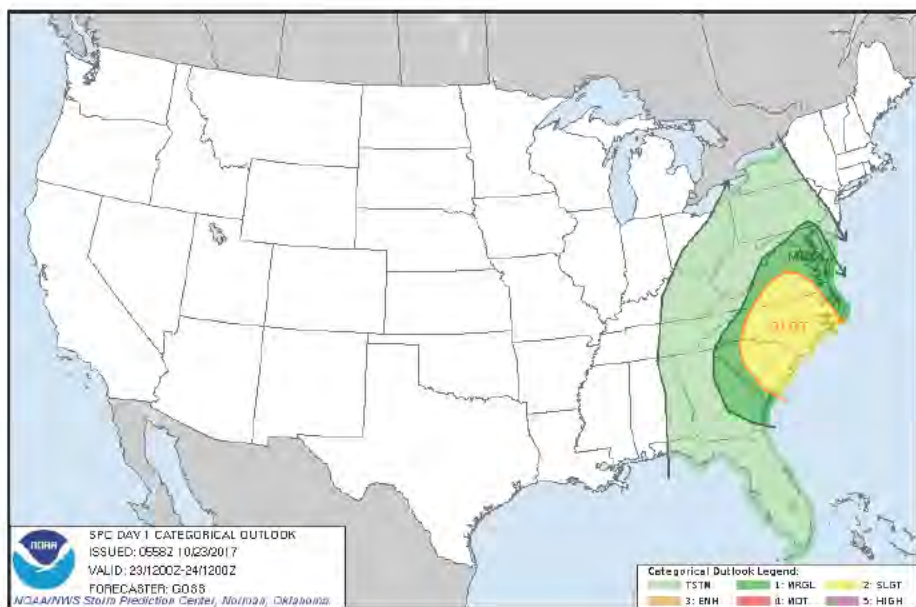 MRGL
SLGT
NOAA
SPC DAY 1 CATEGORICAL OUTLOOK
ISSUED: 0558Z 10/23/2017
VALID: 23/1200Z-24/1200Z
FORECASTER: GOSS
NOAA/NWS Storm Prediction Center, Norman, Oklahoma
Categorical Outlook Legend:
TSTM 1: MRGL 2: SLGT
3: ENH 4: MDT 5: HIGH